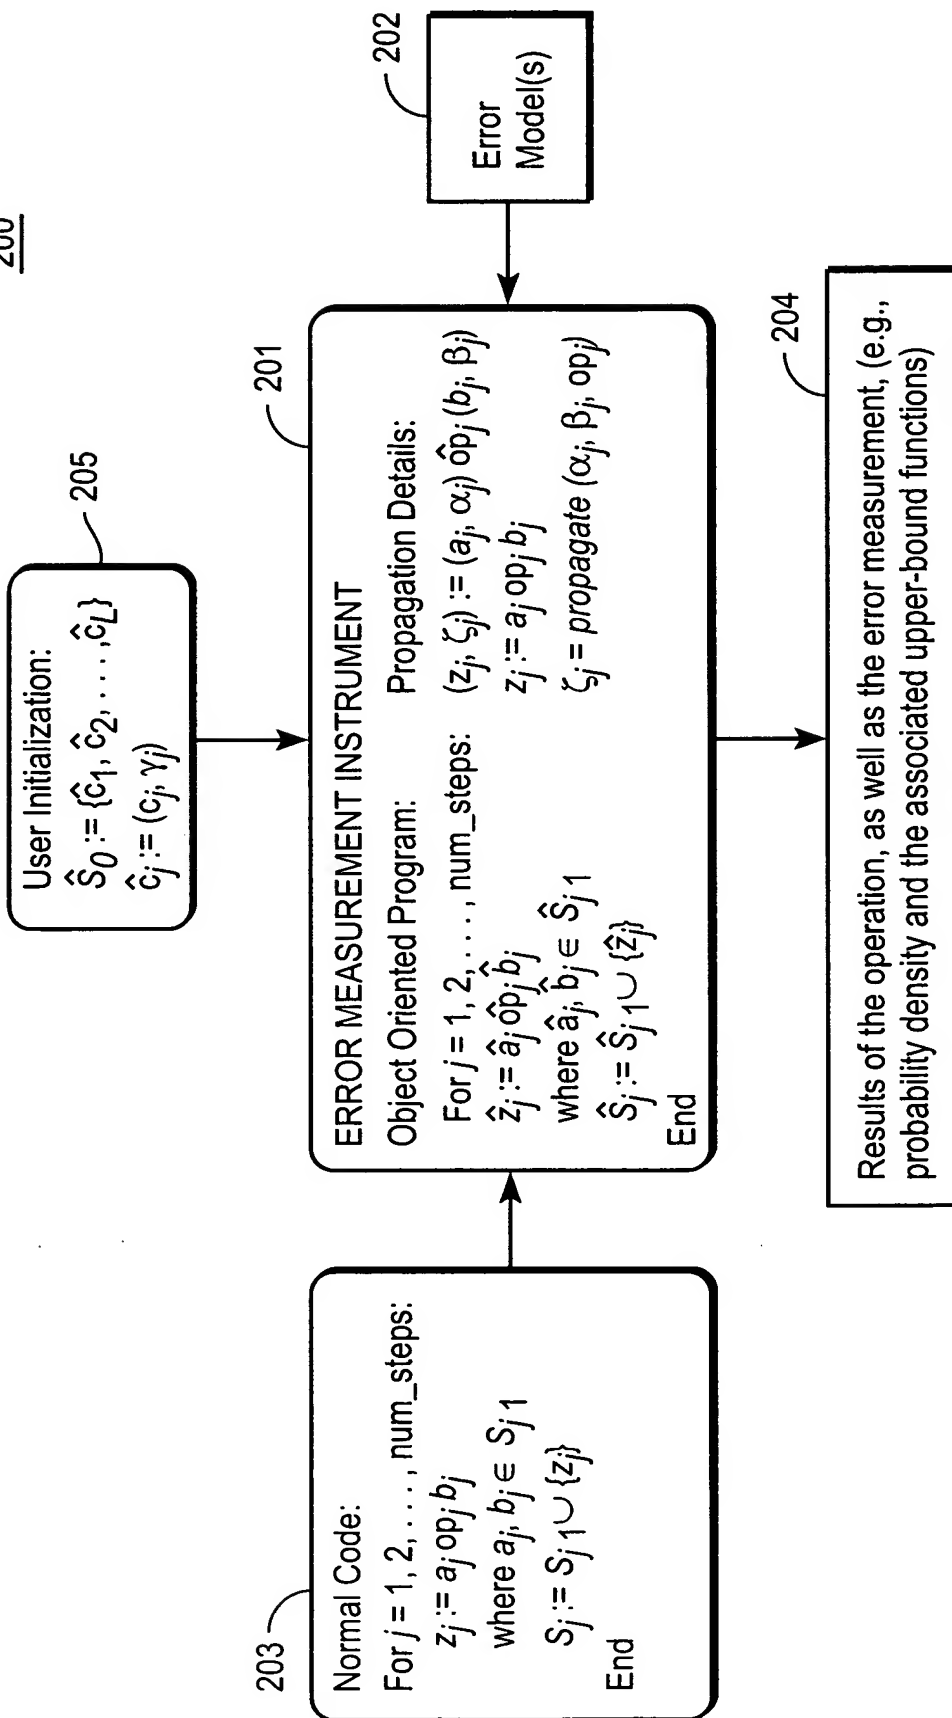 200
User Initialization:
Ŝ0 := {ĉ1, ĉ2, . . . . ,ĉL}
ĉj := (cj, γj)
205
203
Normal Code:
For j = 1, 2, . . . . , num_steps:
zj := aj opj bj
where aj, bj ∈ Sj 1
Sj := Sj 1 ∪ {zj}
End
201
ERROR MEASUREMENT INSTRUMENT
Object Oriented Program:
For j = 1, 2, . . . . , num_steps:
ẑj := âj ôpj b̂j
where âj, b̂j ∈ Ŝj 1
Ŝj := Ŝj 1 ∪ {ẑj}
End
Propagation Details:
(zj, ζj) := (aj, αj) ôpj (bj, βj)
zj := aj opj bj
ζj = propagate (αj, βj, opj)
202
Error
Model(s)
204
Results of the operation, as well as the error measurement, (e.g.,
probability density and the associated upper-bound functions)